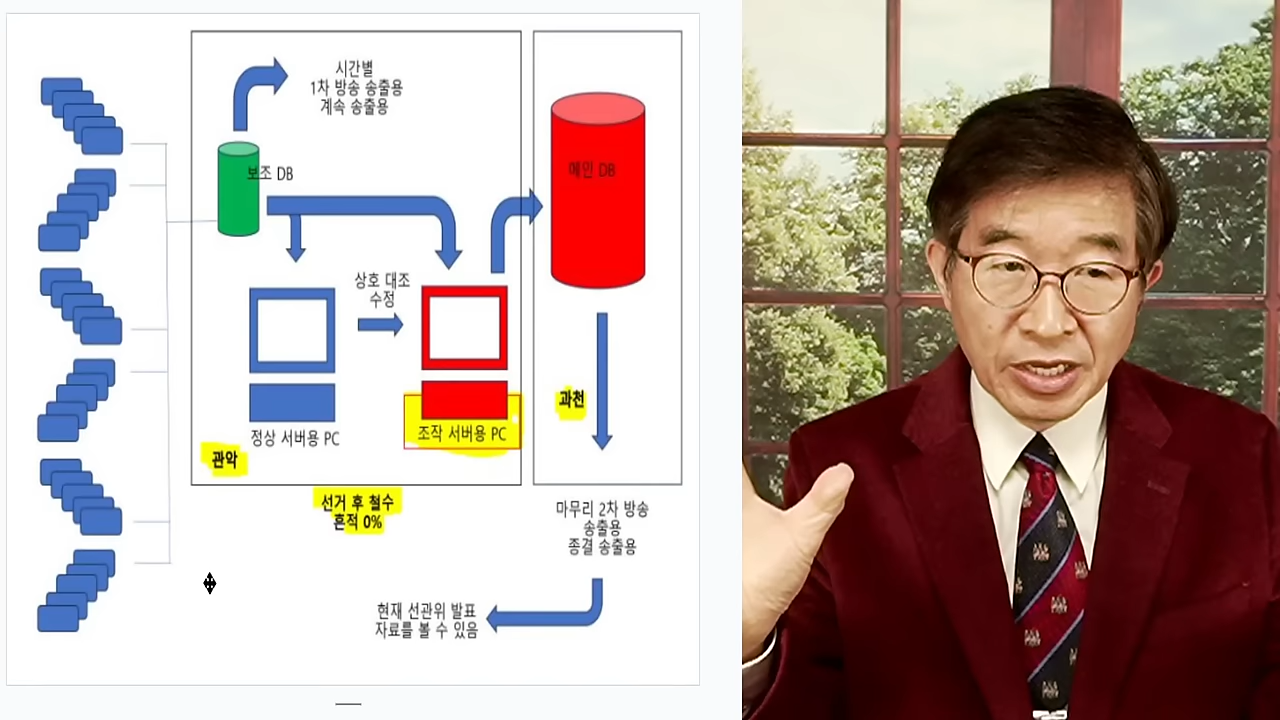 시간별
1차 방송 송출용
계속 송출용
보조 DB
메인 DB
상호 대조
수정
정상 서버용 PC
조작 서버용 PC
관악
과천
선거 후 철수
흔적 0%
마무리 2차 방송
송출용
종결 송출용
현재 선관위 발표
자료를 볼 수 있음